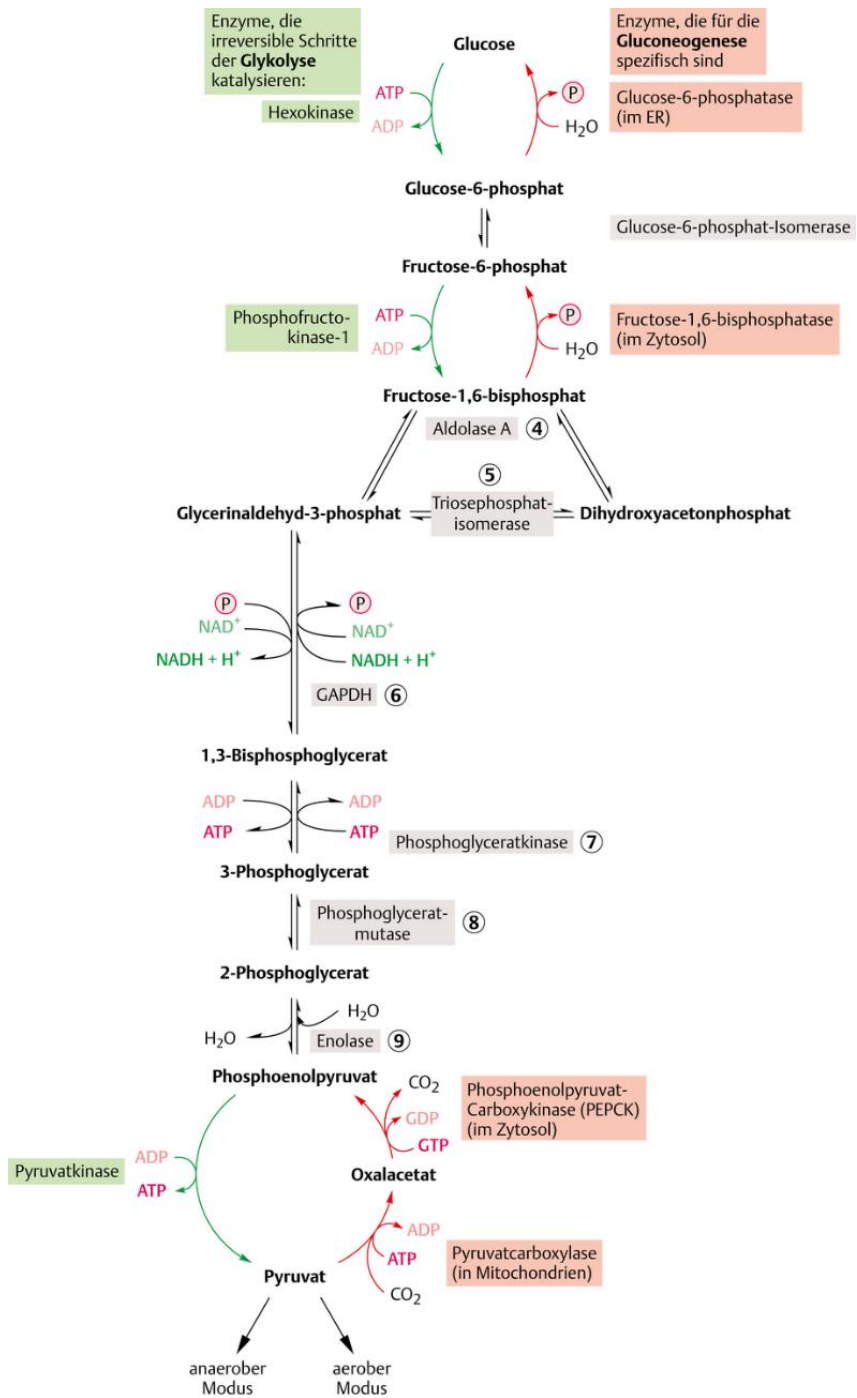 Enzyme, die
irreversible Schritte
der Glykolyse
katalysieren:
Glucose
Enzyme, die für die
Gluconeogenese
spezifisch sind
Hexokinase
ATP
ADP
P
H₂O
Glucose-6-phosphatase
(im ER)
Glucose-6-phosphat
Glucose-6-phosphat-Isomerase
Fructose-6-phosphat
Phosphofructo-
kinase-1
ATP
ADP
P
H₂O
Fructose-1,6-bisphosphatase
(im Zytosol)
Fructose-1,6-bisphosphat
Aldolase A ④
⑤
Glycerinaldehyd-3-phosphat
Triosephosphat-
isomerase
Dihydroxyacetonphosphat
P
NAD⁺
NADH + H⁺
P
NAD⁺
NADH + H⁺
GAPDH ⑥
1,3-Bisphosphoglycerat
ADP
ATP
ADP
ATP
Phosphoglyceratkinase ⑦
3-Phosphoglycerat
Phosphoglycerat-
mutase
⑧
2-Phosphoglycerat
H₂O
H₂O
Enolase ⑨
Phosphoenolpyruvat
CO₂
GDP
GTP
Phosphoenolpyruvat-
Carboxykinase (PEPCK)
(im Zytosol)
Pyruvatkinase
ADP
ATP
Oxalacetat
ADP
ATP
CO₂
Pyruvatcarboxylase
(in Mitochondrien)
Pyruvat
anaerober
Modus
aerober
Modus